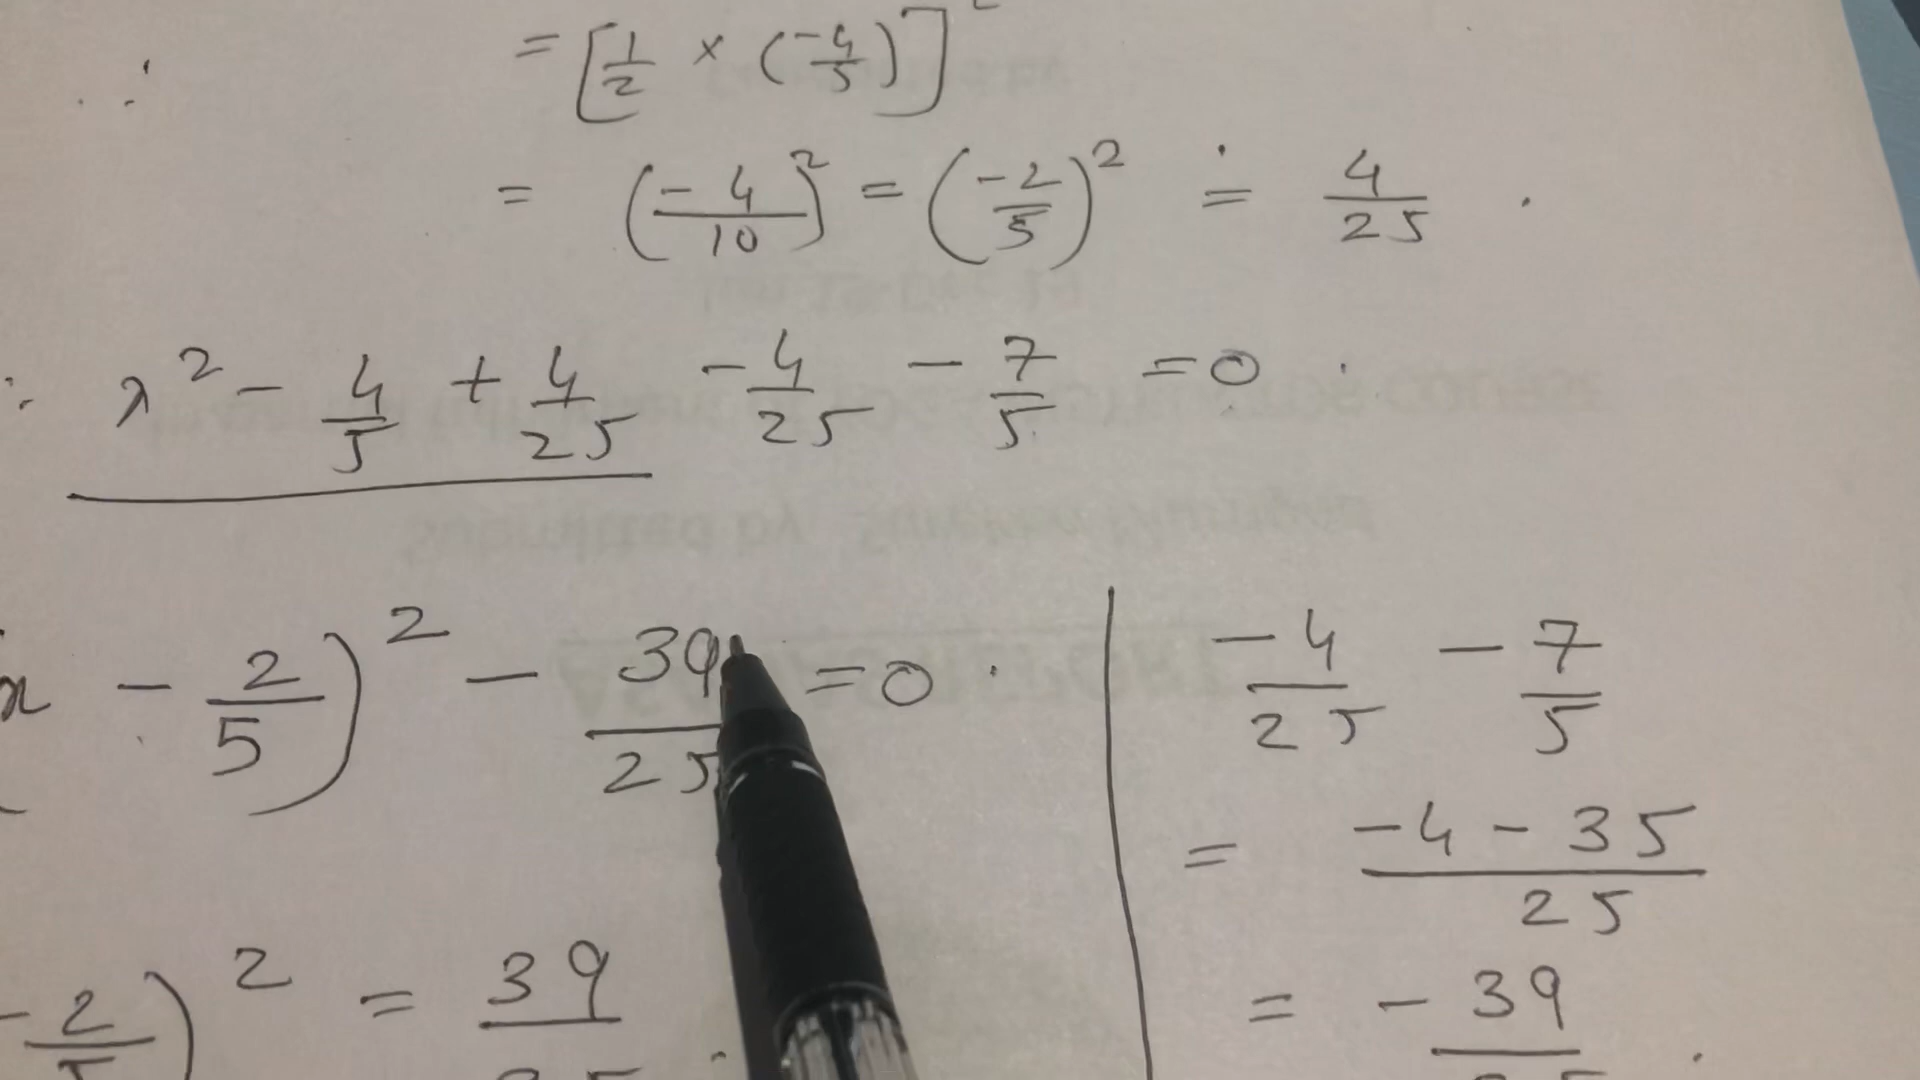 = [1/2 × (-4/5)]²
= (-4/10)² = (-2/5)² = 4/25 .
∴ x² - 4/5 + 4/25 - 4/25 - 7/5 = 0 .
x - 2/5)² - 39/25 = 0 .
-4/25 - 7/5
= -4-35/25
- 2/5)² = 39/25
= -39/25 .